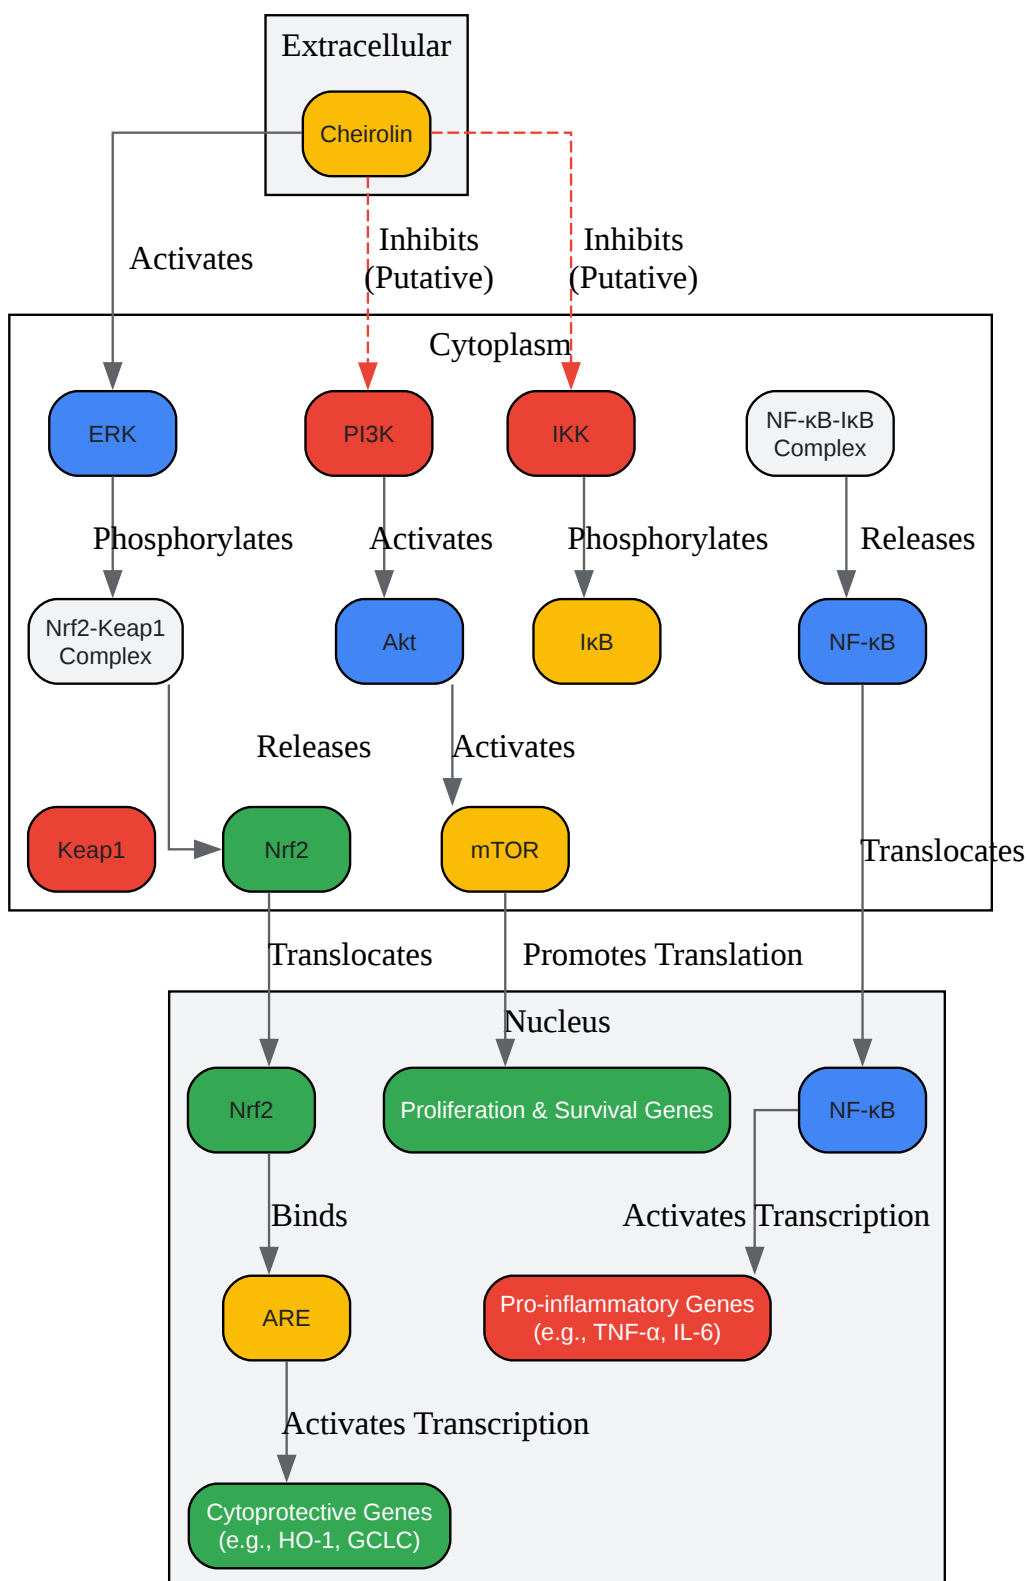 Extracellular
Cheirolin
Activates
Inhibits
(Putative)
Inhibits
(Putative)
Cytoplasm
ERK
PI3K
IKK
NF-κB-IκB
Complex
Phosphorylates
Activates
Phosphorylates
Releases
Nrf2-Keap1
Complex
Akt
IκB
NF-κB
Releases
Activates
Keap1
Nrf2
mTOR
Translocates
Translocates
Promotes Translation
Nucleus
Nrf2
Proliferation & Survival Genes
NF-κB
Binds
Activates Transcription
ARE
Pro-inflammatory Genes
(e.g., TNF-α, IL-6)
Activates Transcription
Cytoprotective Genes
(e.g., HO-1, GCLC)